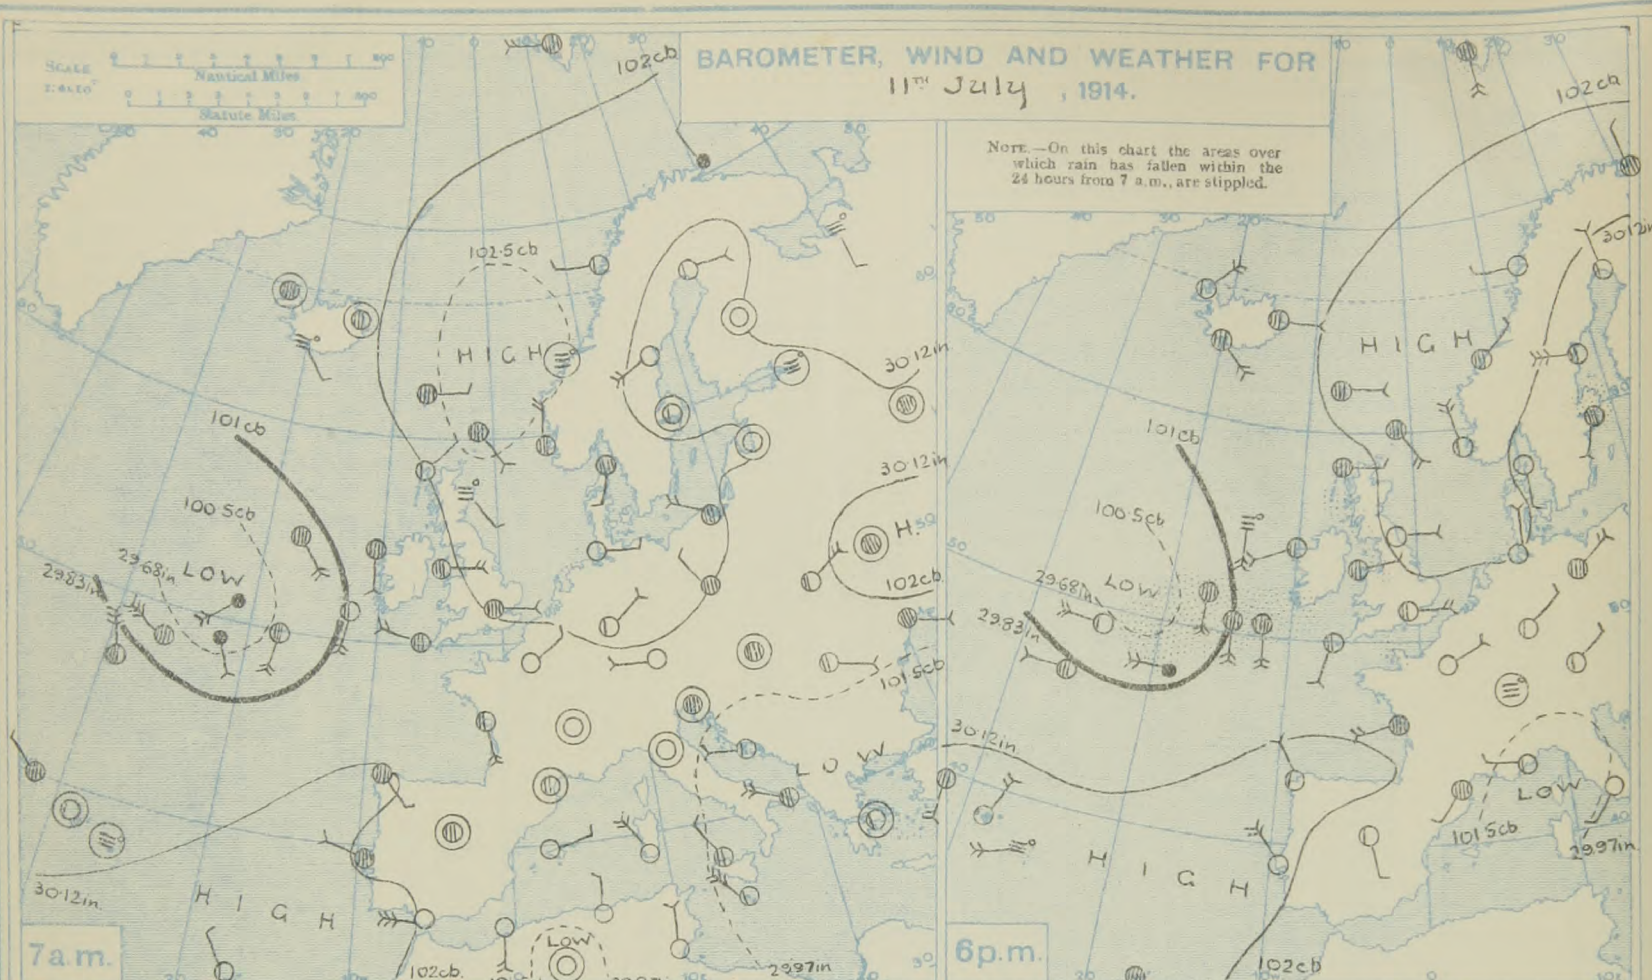 BAROMETER, WIND AND WEATHER FOR
11TH July, 1914.
NOTE.—On this chart the areas over
which rain has fallen within the
24 hours from 7 a.m., are stippled.
SCALE
Nautical Miles
Statute Miles.
102cb
102.5cb
HIGH
30.12in
101cb
100.5cb
29.68in
LOW
29.83in
30.12in
H.
102cb
101.5cb
LOW
30.12in.
HIGH
LOW
7a.m.
102cb.
29.97in
102cb
30.12in
HIGH
101cb
100.5cb
29.68in
LOW
29.83in
30.12in.
LOW
101.5cb
29.97in
HIGH
6p.m.
102cb